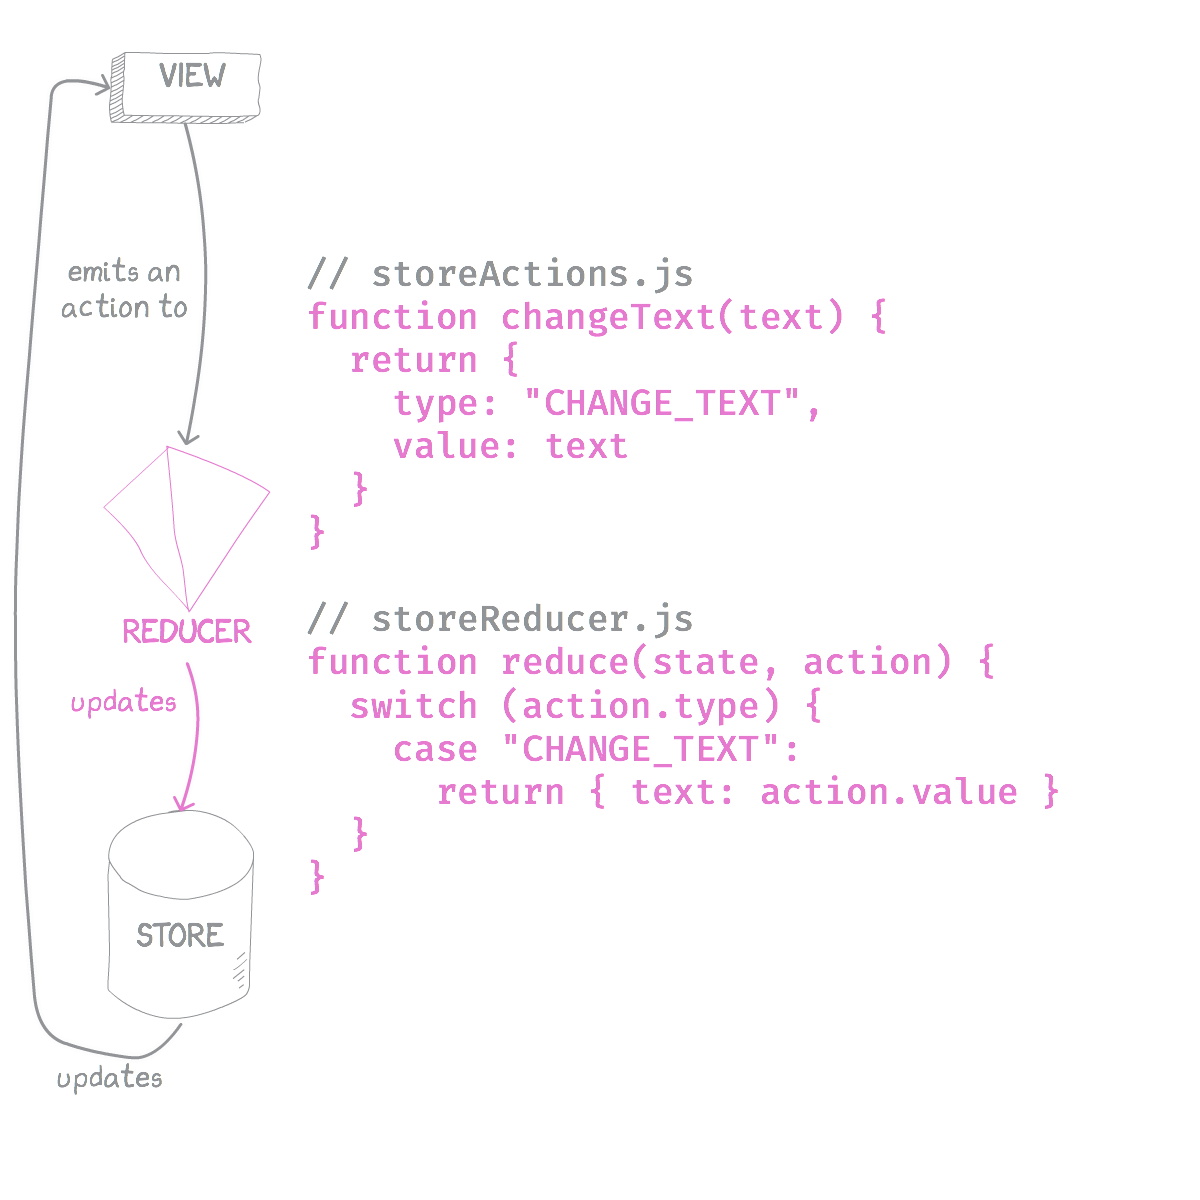 VIEW
emits an
action to
REDUCER
updates
STORE
updates
// storeActions.js
function changeText(text) {
  return {
    type: "CHANGE_TEXT",
    value: text
  }
}
// storeReducer.js
function reduce(state, action) {
  switch (action.type) {
    case "CHANGE_TEXT":
      return { text: action.value }
  }
}